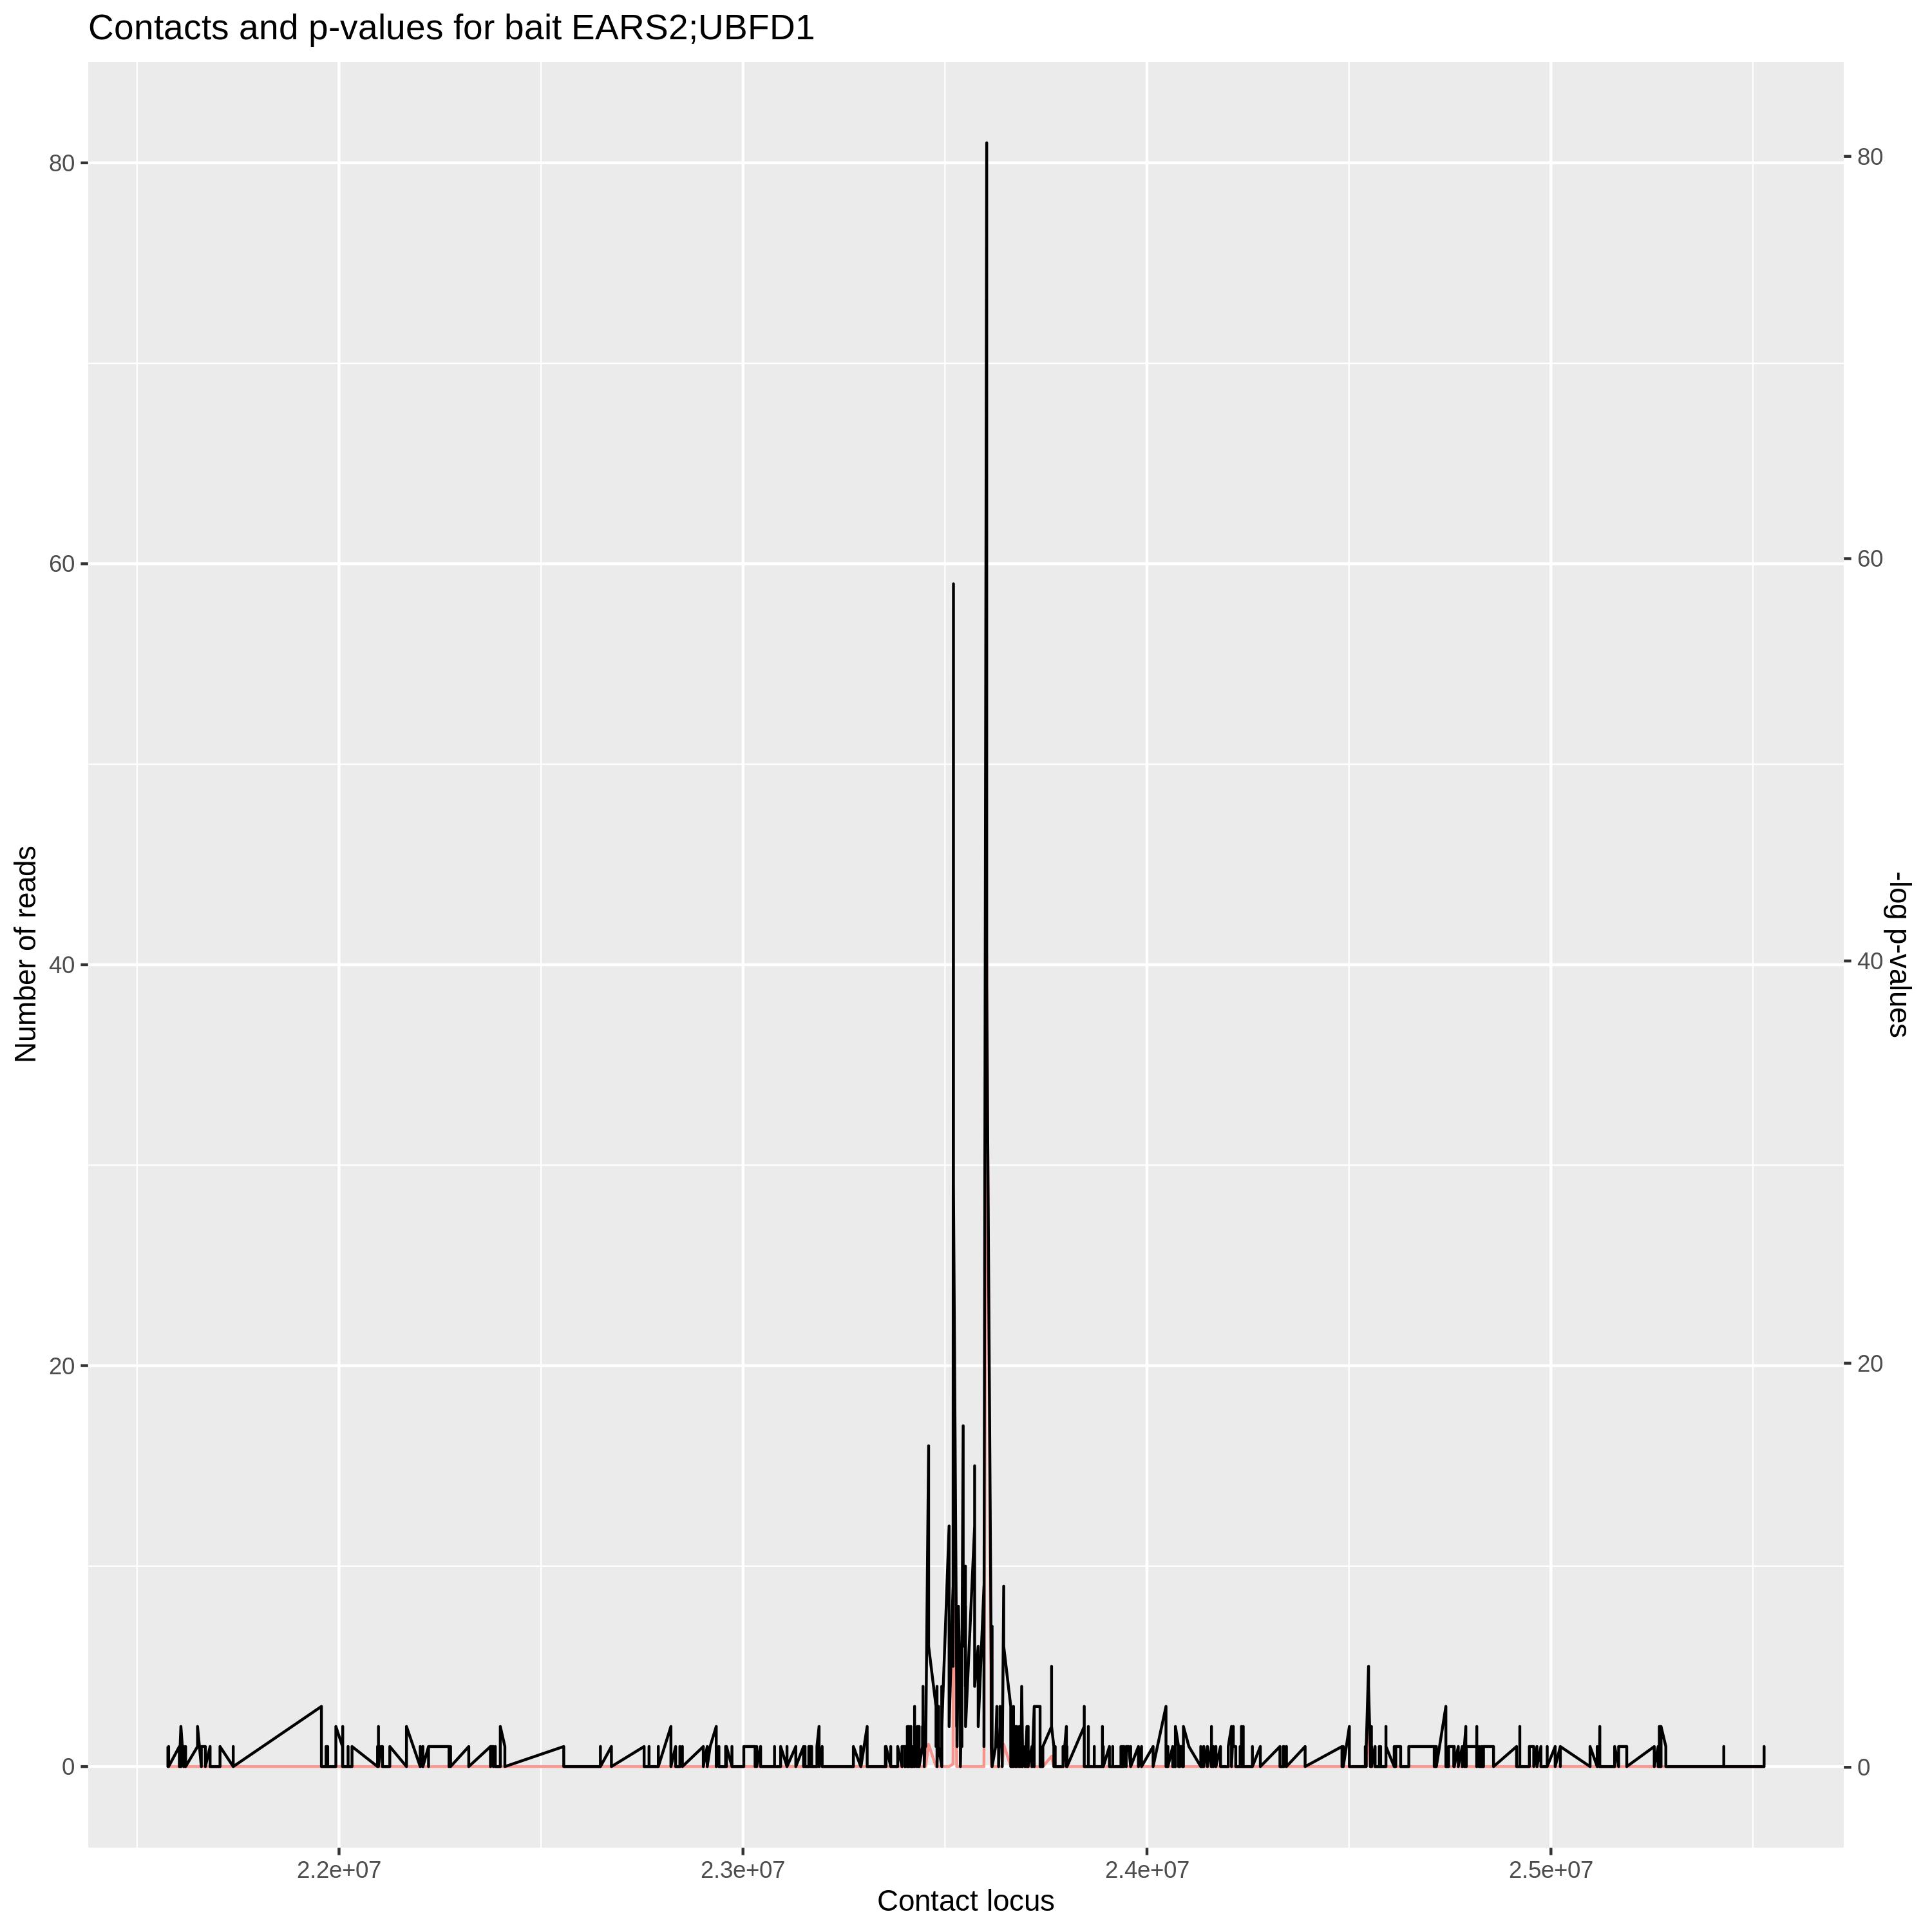 Contacts and p-values for bait EARS2;UBFD1
80
60
40
20
0
Number of reads
80
60
40
20
0
-log p-values
2.2e+07
2.3e+07
2.4e+07
2.5e+07
Contact locus